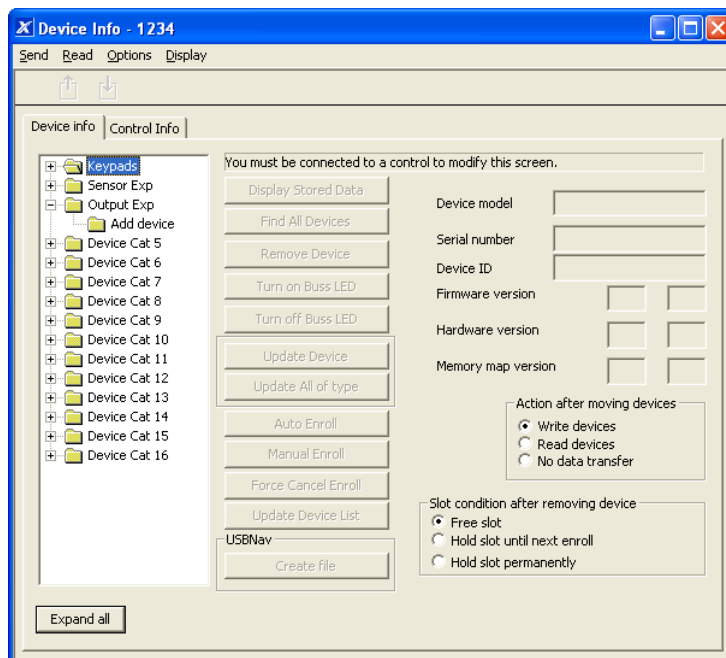 Device Info - 1234
Send Read Options Display
Device info Control Info
Keypads
Sensor Exp
Output Exp
Add device
Device Cat 5
Device Cat 6
Device Cat 7
Device Cat 8
Device Cat 9
Device Cat 10
Device Cat 11
Device Cat 12
Device Cat 13
Device Cat 14
Device Cat 15
Device Cat 16
Expand all
You must be connected to a control to modify this screen.
Display Stored Data
Find All Devices
Remove Device
Turn on Buss LED
Turn off Buss LED
Update Device
Update All of type
Auto Enroll
Manual Enroll
Force Cancel Enroll
Update Device List
USBNav
Create file
Device model
Serial number
Device ID
Firmware version
Hardware version
Memory map version
Action after moving devices
Write devices
Read devices
No data transfer
Slot condition after removing device
Free slot
Hold slot until next enroll
Hold slot permanently